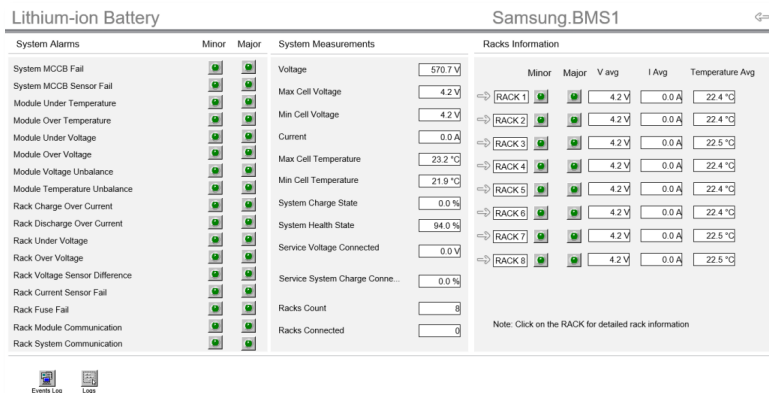 Lithium-ion Battery
Samsung.BMS1
System Alarms Minor Major
System MCCB Fail
System MCCB Sensor Fail
Module Under Temperature
Module Over Temperature
Module Under Voltage
Module Over Voltage
Module Voltage Unbalance
Module Temperature Unbalance
Rack Charge Over Current
Rack Discharge Over Current
Rack Under Voltage
Rack Over Voltage
Rack Voltage Sensor Difference
Rack Current Sensor Fail
Rack Fuse Fail
Rack Module Communication
Rack System Communication
System Measurements
Voltage 570.7 V
Max Cell Voltage 4.2 V
Min Cell Voltage 4.2 V
Current 0.0 A
Max Cell Temperature 23.2 °C
Min Cell Temperature 21.9 °C
System Charge State 0.0 %
System Health State 94.0 %
Service Voltage Connected 0.0 V
Service System Charge Conne... 0.0 %
Racks Count 8
Racks Connected 0
Racks Information
Minor Major V avg I Avg Temperature Avg
RACK 1 4.2 V 0.0 A 22.4 °C
RACK 2 4.2 V 0.0 A 22.4 °C
RACK 3 4.2 V 0.0 A 22.5 °C
RACK 4 4.2 V 0.0 A 22.4 °C
RACK 5 4.2 V 0.0 A 22.4 °C
RACK 6 4.2 V 0.0 A 22.4 °C
RACK 7 4.2 V 0.0 A 22.5 °C
RACK 8 4.2 V 0.0 A 22.5 °C
Note: Click on the RACK for detailed rack information
Events Log Logs